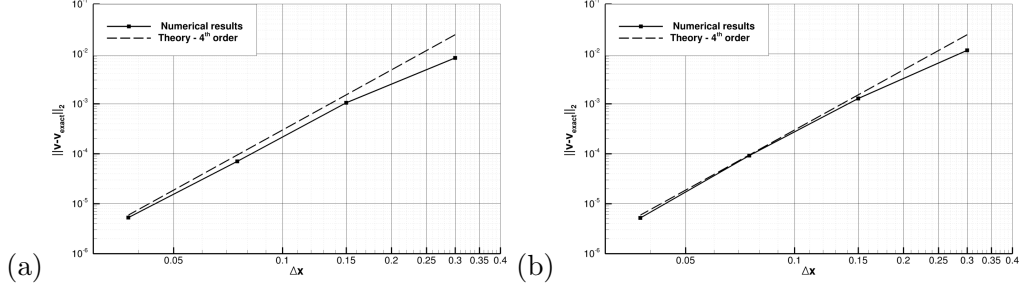 10⁻¹
10⁻²
10⁻³
10⁻⁴
10⁻⁵
10⁻⁶
||v-v_exact||₂
Numerical results
Theory - 4ᵗʰ order
0.05 0.1 0.15 0.2 0.25 0.3 0.35 0.4
Δx
(a)
10⁻¹
10⁻²
10⁻³
10⁻⁴
10⁻⁵
10⁻⁶
||v-v_exact||₂
Numerical results
Theory - 4ᵗʰ order
0.05 0.1 0.15 0.2 0.25 0.3 0.35 0.4
Δx
(b)